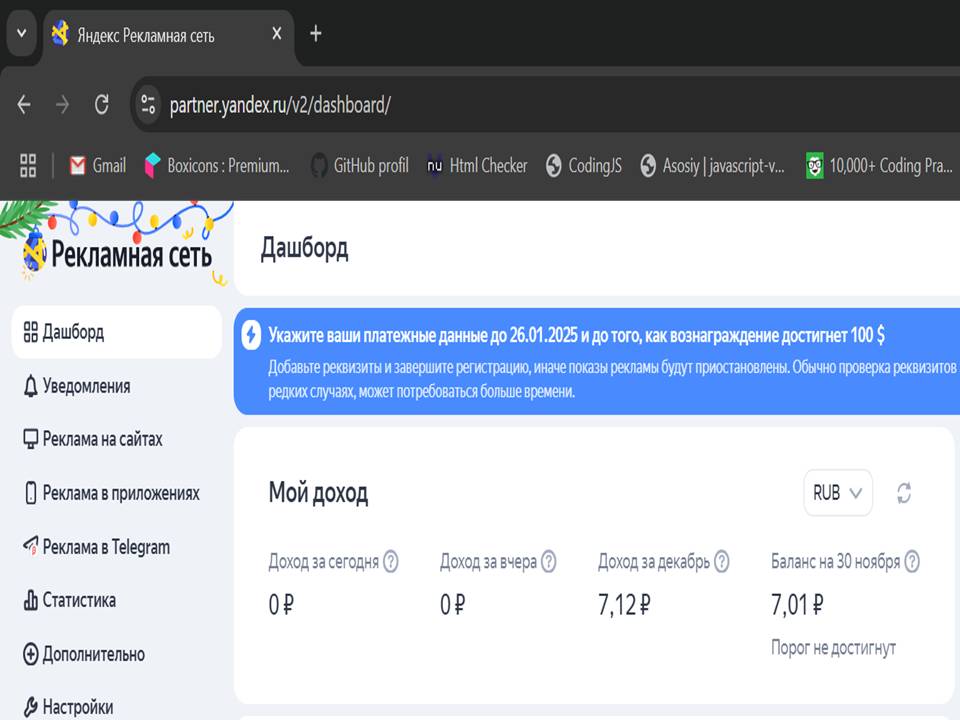 Яндекс Рекламная сеть
partner.yandex.ru/v2/dashboard/
Gmail
Boxicons : Premium...
GitHub profil
nu Html Checker
CodingJS
Asosiy | javascript-v...
10,000+ Coding Pra...
Рекламная сеть
Дашборд
Дашборд
Уведомления
Реклама на сайтах
Реклама в приложениях
Реклама в Telegram
Статистика
Дополнительно
Настройки
Укажите ваши платежные данные до 26.01.2025 и до того, как вознаграждение достигнет 100 $
Добавьте реквизиты и завершите регистрацию, иначе показы рекламы будут приостановлены. Обычно проверка реквизитов
редких случаях, может потребоваться больше времени.
Мой доход
RUB
Доход за сегодня ?
0 ₽
Доход за вчера ?
0 ₽
Доход за декабрь ?
7,12 ₽
Баланс на 30 ноября ?
7,01 ₽
Порог не достигнут